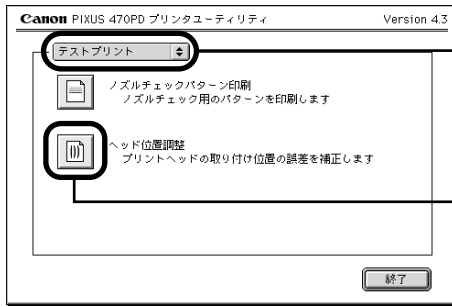 Canon PIXUS 470PD プリンタユーティリティ Version 4.3
テストプリント
ノズルチェックパターン印刷
ノズルチェック用のパターンを印刷します
ヘッド位置調整
プリントヘッドの取り付け位置の誤差を補正します
終了